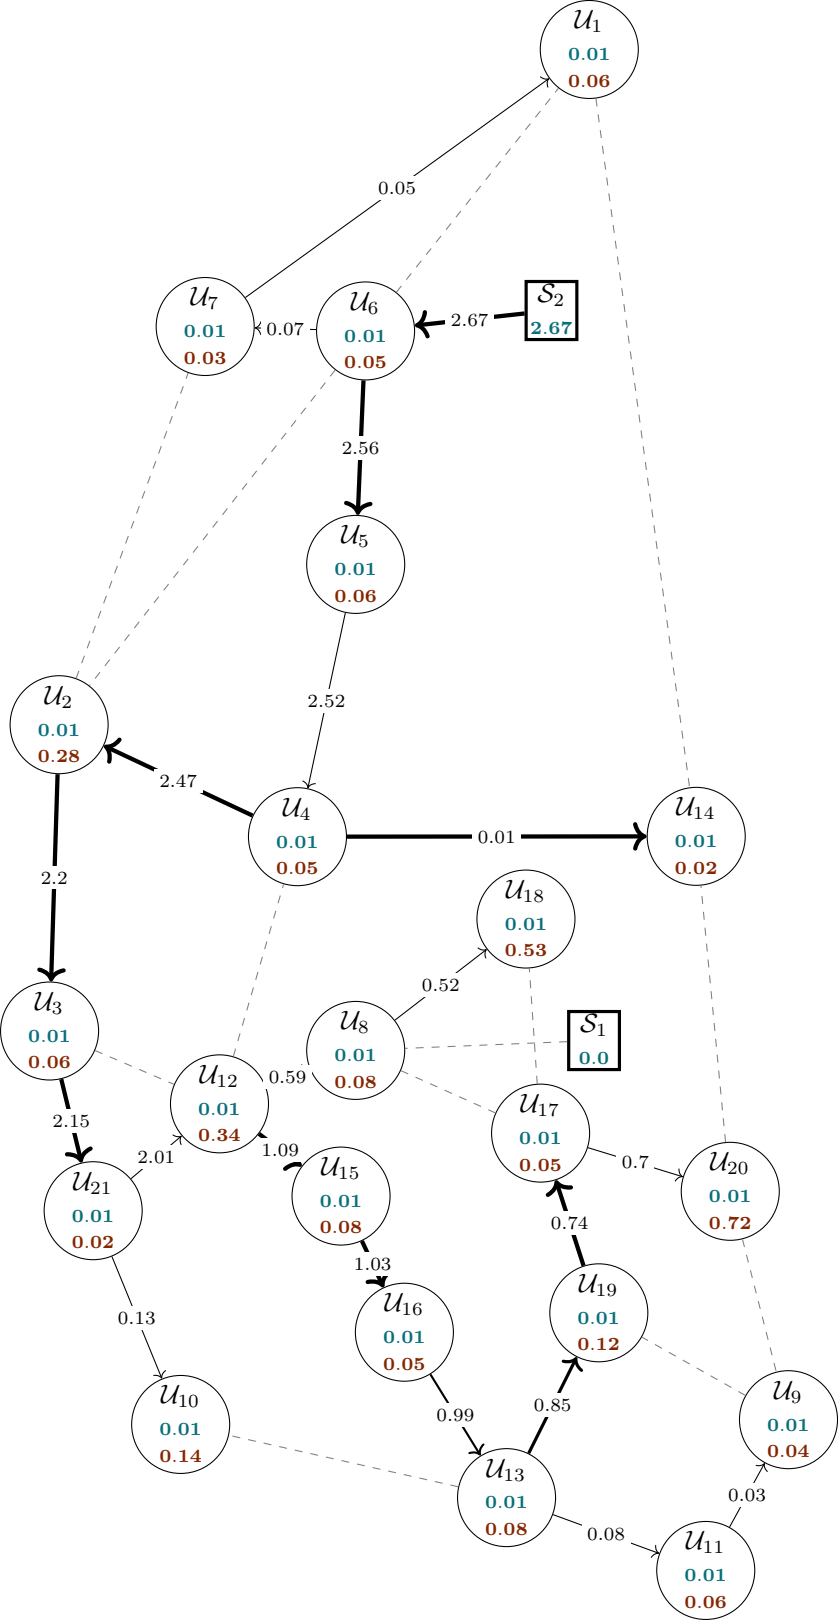 𝒰₁
0.01
0.06
0.05
𝒰₇
0.01
0.03
0.07
𝒰₆
0.01
0.05
2.67
𝒮₂
2.67
2.56
𝒰₅
0.01
0.06
2.52
𝒰₂
0.01
0.28
2.47
𝒰₄
0.01
0.05
0.01
𝒰₁₄
0.01
0.02
2.2
𝒰₁₈
0.01
0.53
0.52
𝒰₃
0.01
0.06
𝒰₈
0.01
0.08
𝒮₁
0.0
𝒰₁₂
0.01
0.34
0.59
2.15
2.01
1.09
𝒰₁₇
0.01
0.05
0.7
𝒰₂₀
0.01
0.72
𝒰₂₁
0.01
0.02
𝒰₁₅
0.01
0.08
0.74
1.03
0.13
𝒰₁₆
0.01
0.05
𝒰₁₉
0.01
0.12
𝒰₁₀
0.01
0.14
0.99
0.85
𝒰₉
0.01
0.04
𝒰₁₃
0.01
0.08
0.03
0.08
𝒰₁₁
0.01
0.06